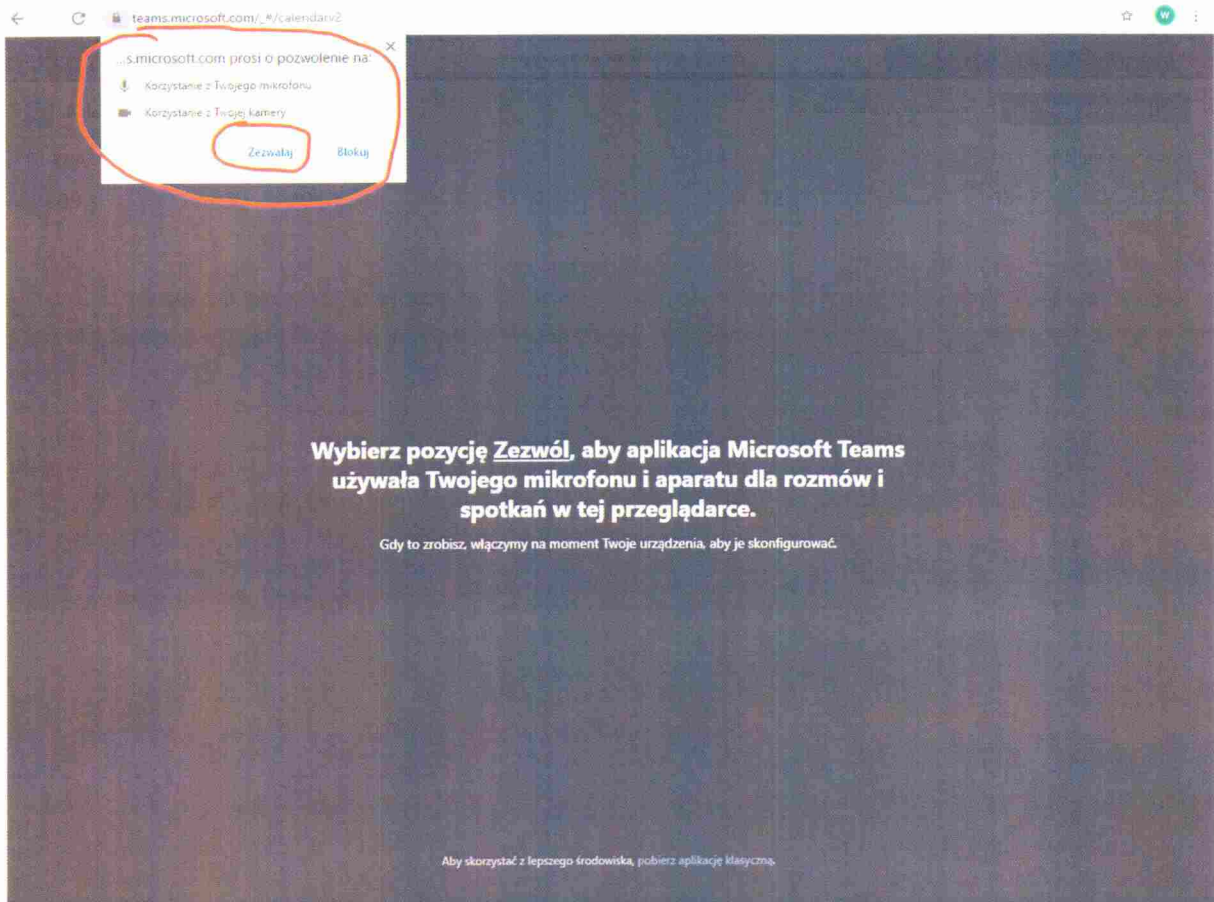 teams.microsoft.com/_#/calendarv2
W
...s.microsoft.com prosi o pozwolenie na:
Korzystanie z Twojego mikrofonu
Korzystanie z Twojej kamery
Zezwalaj Blokuj
Wybierz pozycję Zezwól, aby aplikacja Microsoft Teams
używała Twojego mikrofonu i aparatu dla rozmów i
spotkań w tej przeglądarce.
Gdy to zrobisz, włączymy na moment Twoje urządzenia, aby je skonfigurować.
Aby skorzystać z lepszego środowiska, pobierz aplikację klasyczną.